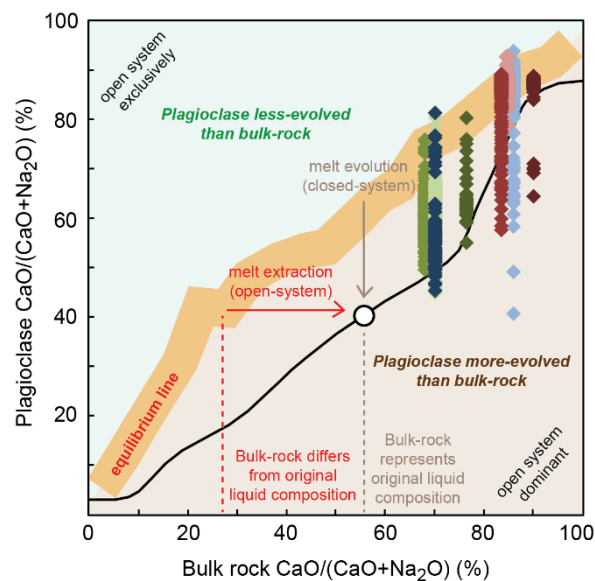 100
80
60
40
20
0
20
40
60
80
100
Plagioclase CaO/(CaO+Na₂O) (%)
Bulk rock CaO/(CaO+Na₂O) (%)
open system
exclusively
Plagioclase less-evolved
than bulk-rock
melt evolution
(closed-system)
melt extraction
(open-system)
equilibrium line
Plagioclase more-evolved
than bulk-rock
Bulk-rock differs
from original
liquid composition
Bulk-rock
represents
original liquid
composition
open system
dominant